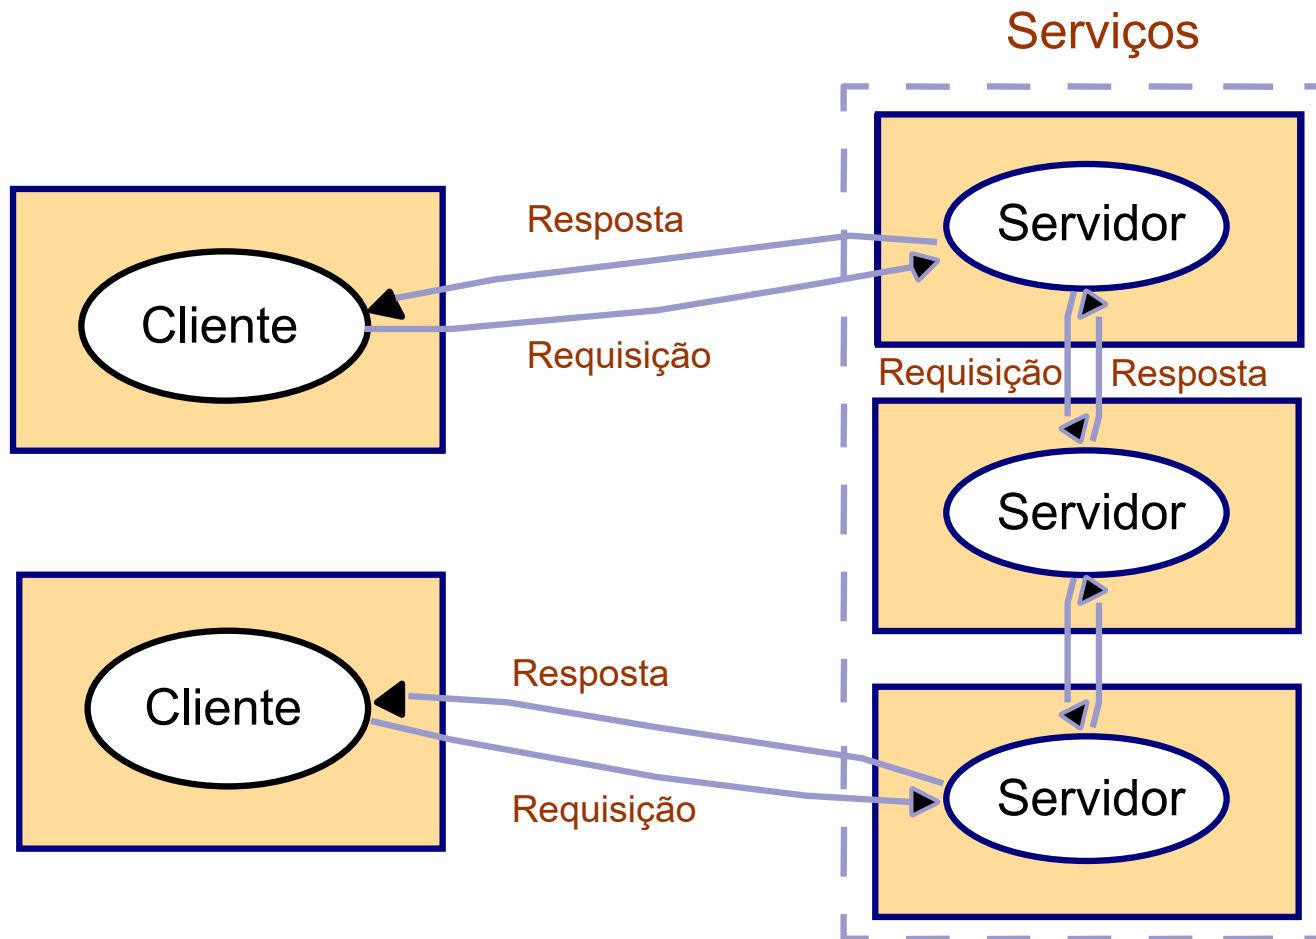 Serviços
Servidor
Resposta
Cliente
Requisição
Requisição
Resposta
Servidor
Resposta
Cliente
Requisição
Servidor